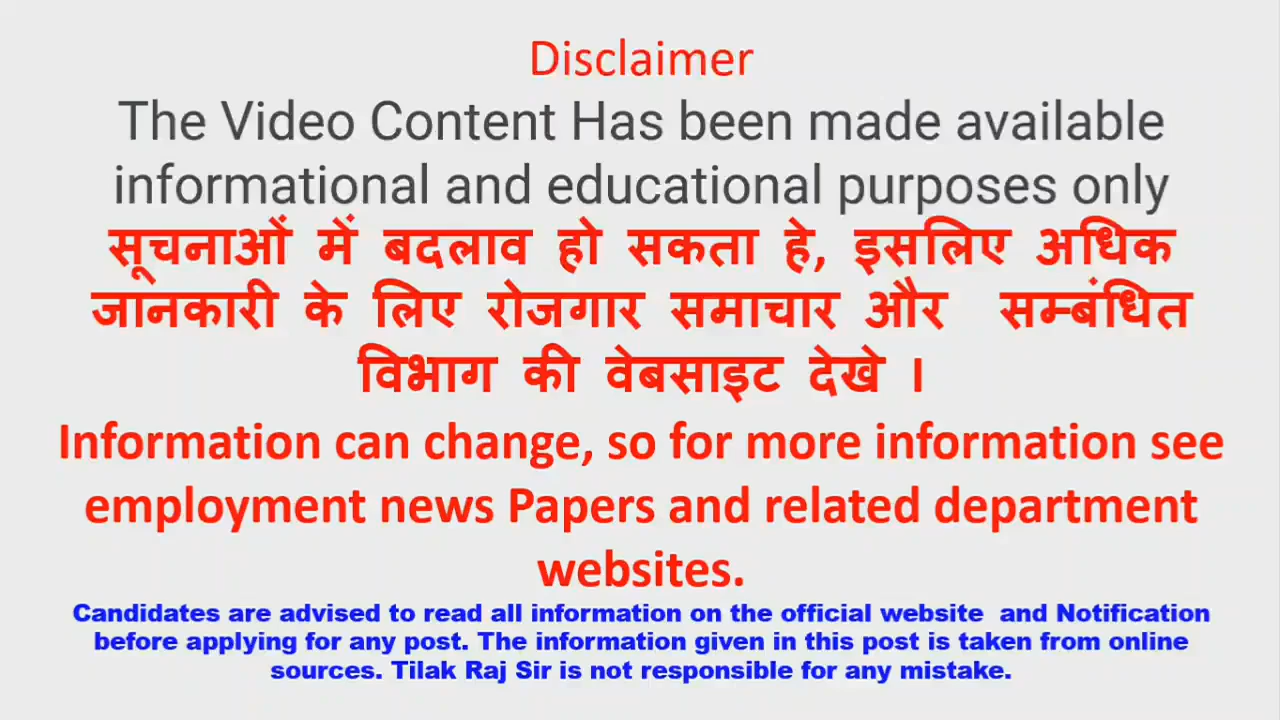 Disclaimer
The Video Content Has been made available
informational and educational purposes only
सूचनाओं में बदलाव हो सकता हे, इसलिए अधिक
जानकारी के लिए रोजगार समाचार और सम्बंधित
विभाग की वेबसाइट देखे ।
Information can change, so for more information see
employment news Papers and related department
websites.
Candidates are advised to read all information on the official website and Notification
before applying for any post. The information given in this post is taken from online
sources. Tilak Raj Sir is not responsible for any mistake.